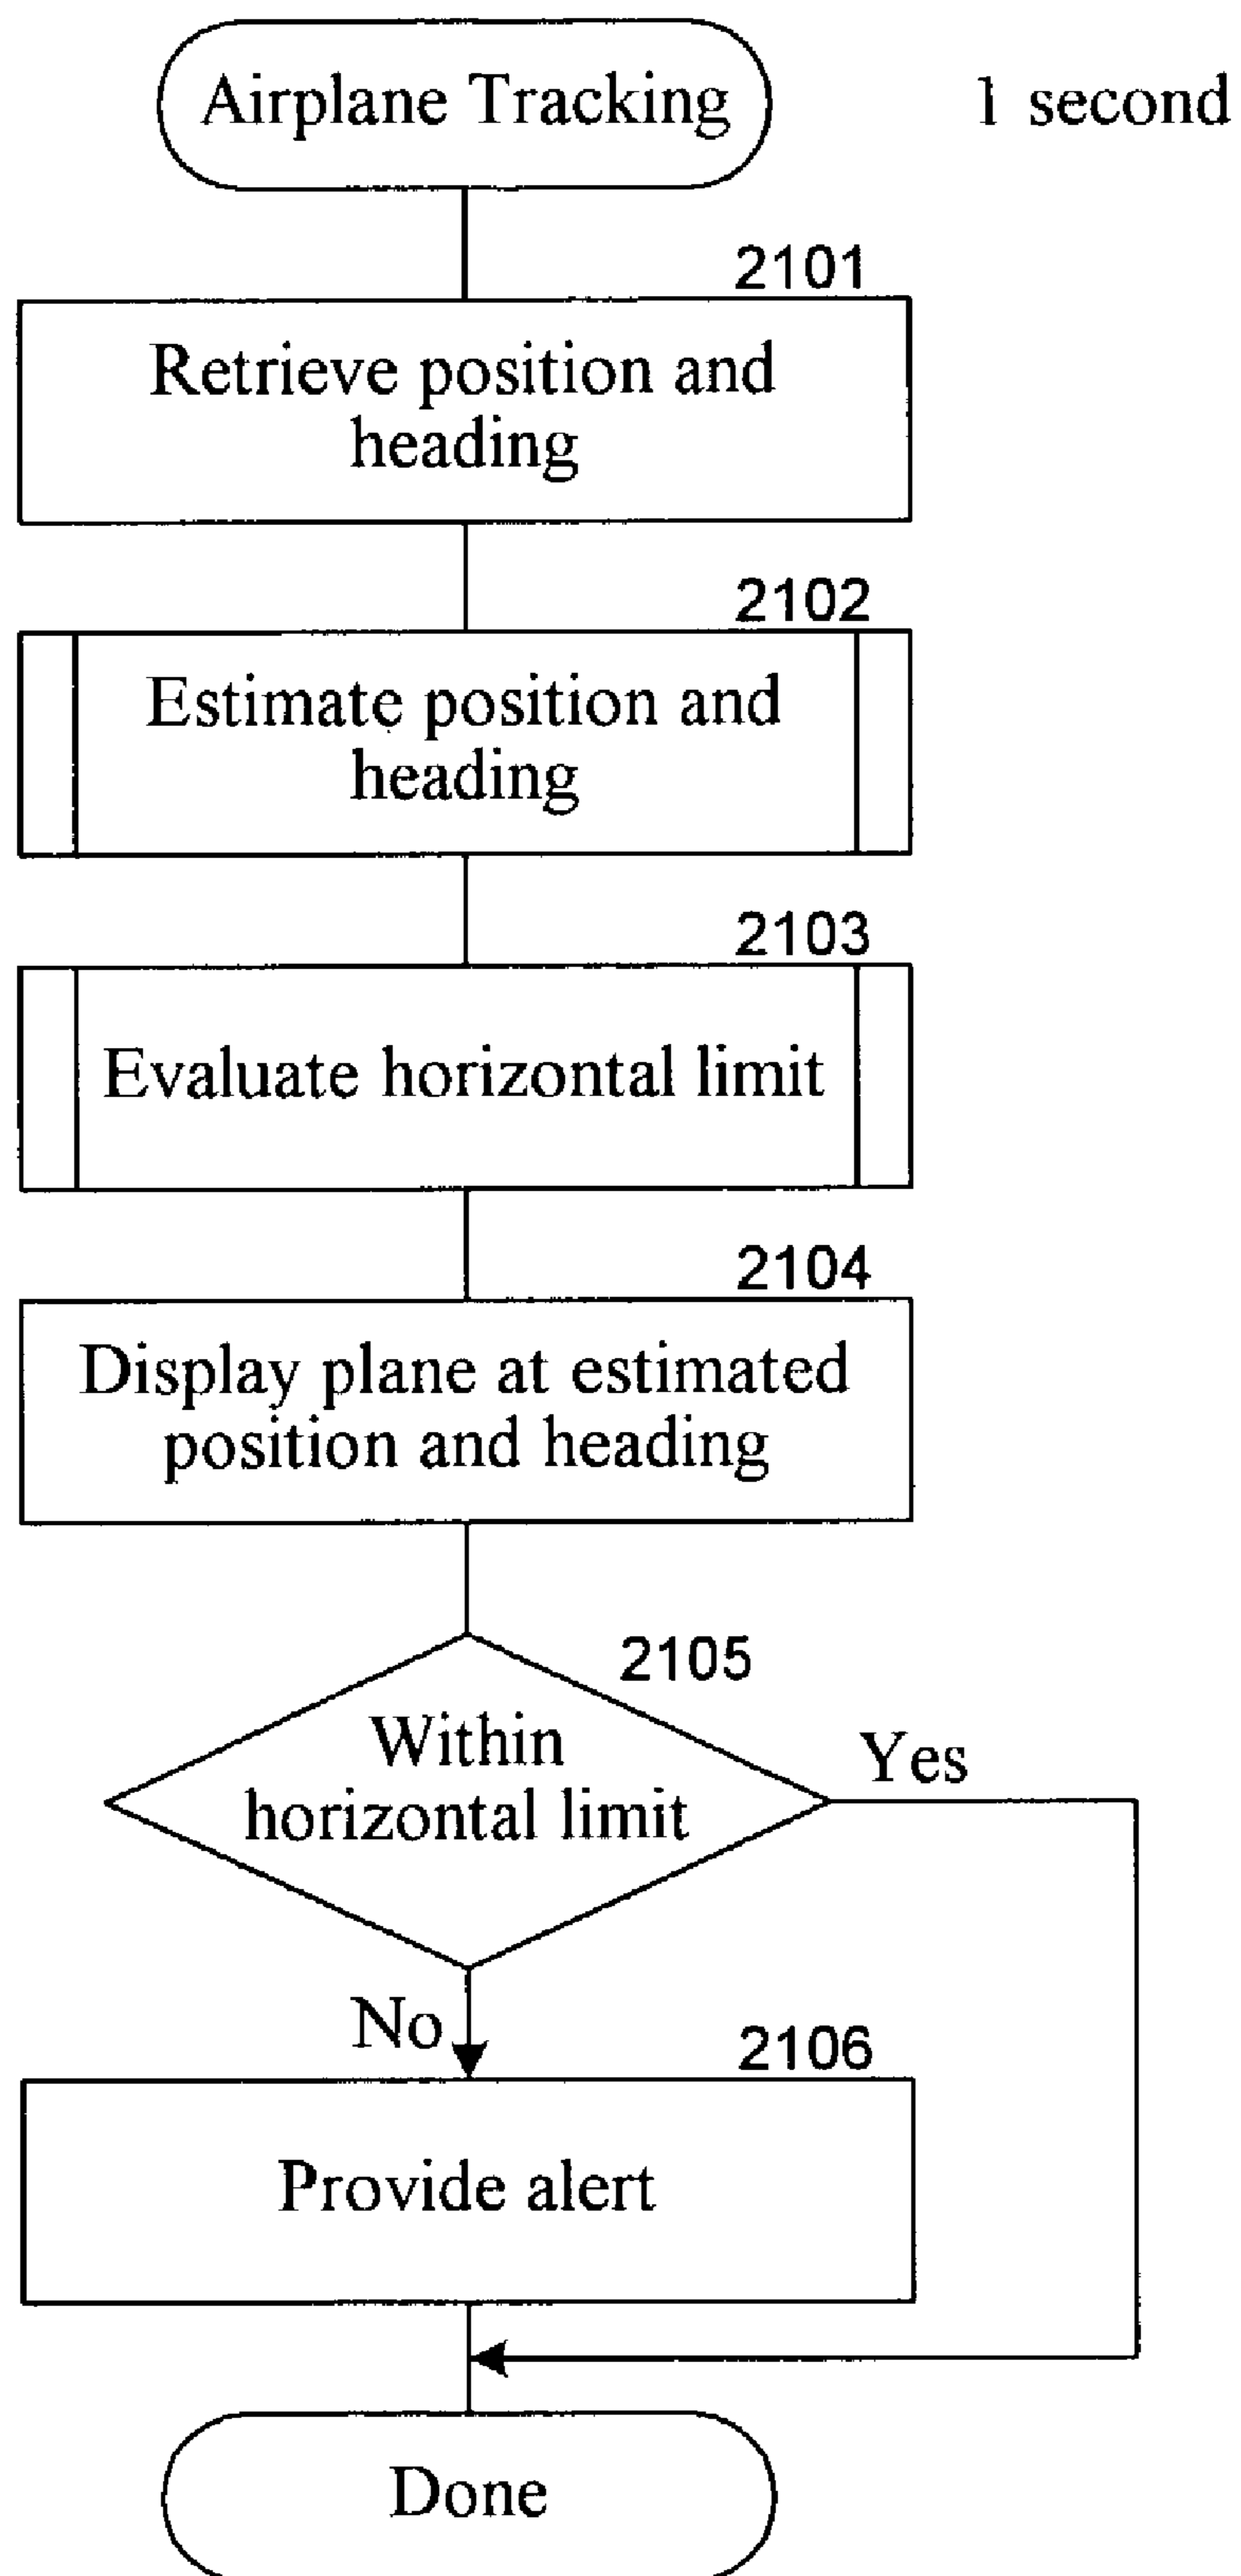 Airplane Tracking
1 second
2101
Retrieve position and
heading
2102
Estimate position and
heading
2103
Evaluate horizontal limit
2104
Display plane at estimated
position and heading
2105
Within
horizontal limit
Yes
No
2106
Provide alert
Done